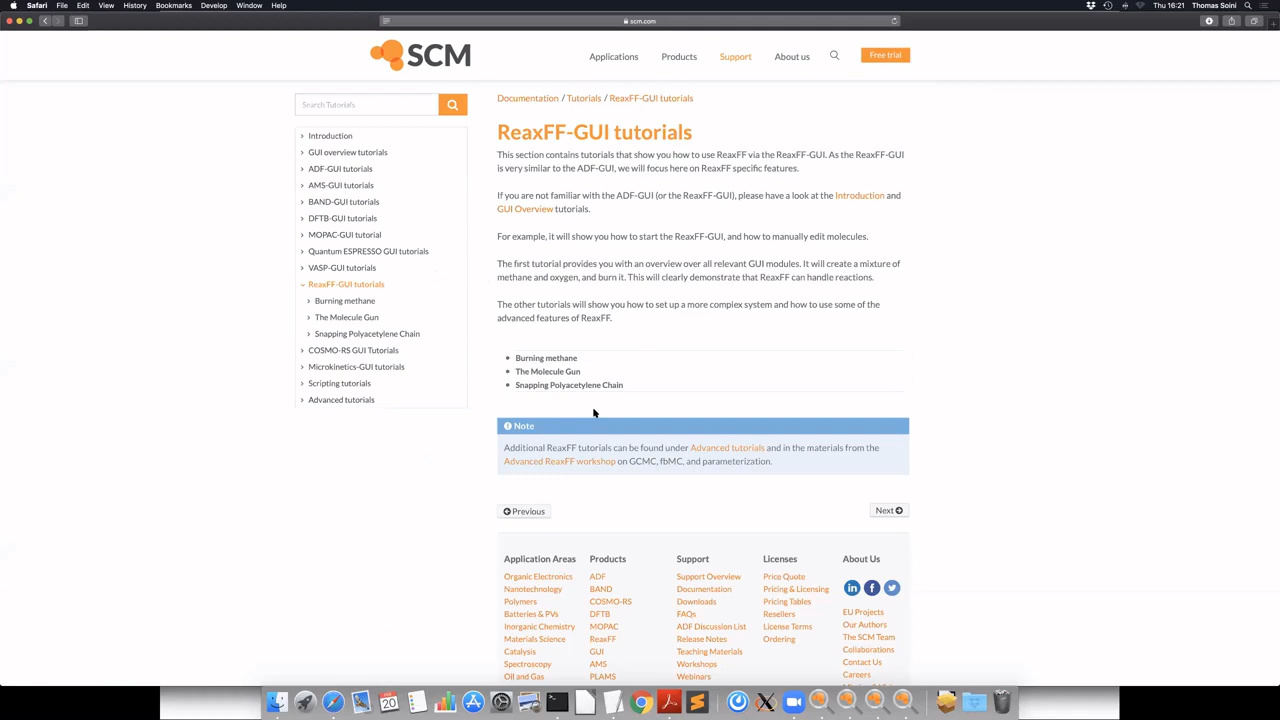 Safari File Edit View History Bookmarks Develop Window Help
Thu 16:21 Thomas Soini
scm.com
SCM
Applications Products Support About us Free trial
Search Tutorials
Introduction
GUI overview tutorials
ADF-GUI tutorials
AMS-GUI tutorials
BAND-GUI tutorials
DFTB-GUI tutorials
MOPAC-GUI tutorial
Quantum ESPRESSO GUI tutorials
VASP-GUI tutorials
ReaxFF-GUI tutorials
Burning methane
The Molecule Gun
Snapping Polyacetylene Chain
COSMO-RS GUI Tutorials
Microkinetics-GUI tutorials
Scripting tutorials
Advanced tutorials
Documentation / Tutorials / ReaxFF-GUI tutorials
ReaxFF-GUI tutorials
This section contains tutorials that show you how to use ReaxFF via the ReaxFF-GUI. As the ReaxFF-GUI
is very similar to the ADF-GUI, we will focus here on ReaxFF specific features.
If you are not familiar with the ADF-GUI (or the ReaxFF-GUI), please have a look at the Introduction and
GUI Overview tutorials.
For example, it will show you how to start the ReaxFF-GUI, and how to manually edit molecules.
The first tutorial provides you with an overview over all relevant GUI modules. It will create a mixture of
methane and oxygen, and burn it. This will clearly demonstrate that ReaxFF can handle reactions.
The other tutorials will show you how to set up a more complex system and how to use some of the
advanced features of ReaxFF.
Burning methane
The Molecule Gun
Snapping Polyacetylene Chain
Note
Additional ReaxFF tutorials can be found under Advanced tutorials and in the materials from the
Advanced ReaxFF workshop on GCMC, fbMC, and parameterization.
Previous Next
Application Areas
Organic Electronics
Nanotechnology
Polymers
Batteries & PVs
Inorganic Chemistry
Materials Science
Catalysis
Spectroscopy
Oil and Gas
Products
ADF
BAND
COSMO-RS
DFTB
MOPAC
ReaxFF
GUI
AMS
PLAMS
Support
Support Overview
Documentation
Downloads
FAQs
ADF Discussion List
Release Notes
Teaching Materials
Workshops
Webinars
Licenses
Price Quote
Pricing & Licensing
Pricing Tables
Resellers
License Terms
Ordering
About Us
EU Projects
Our Authors
The SCM Team
Collaborations
Contact Us
Careers